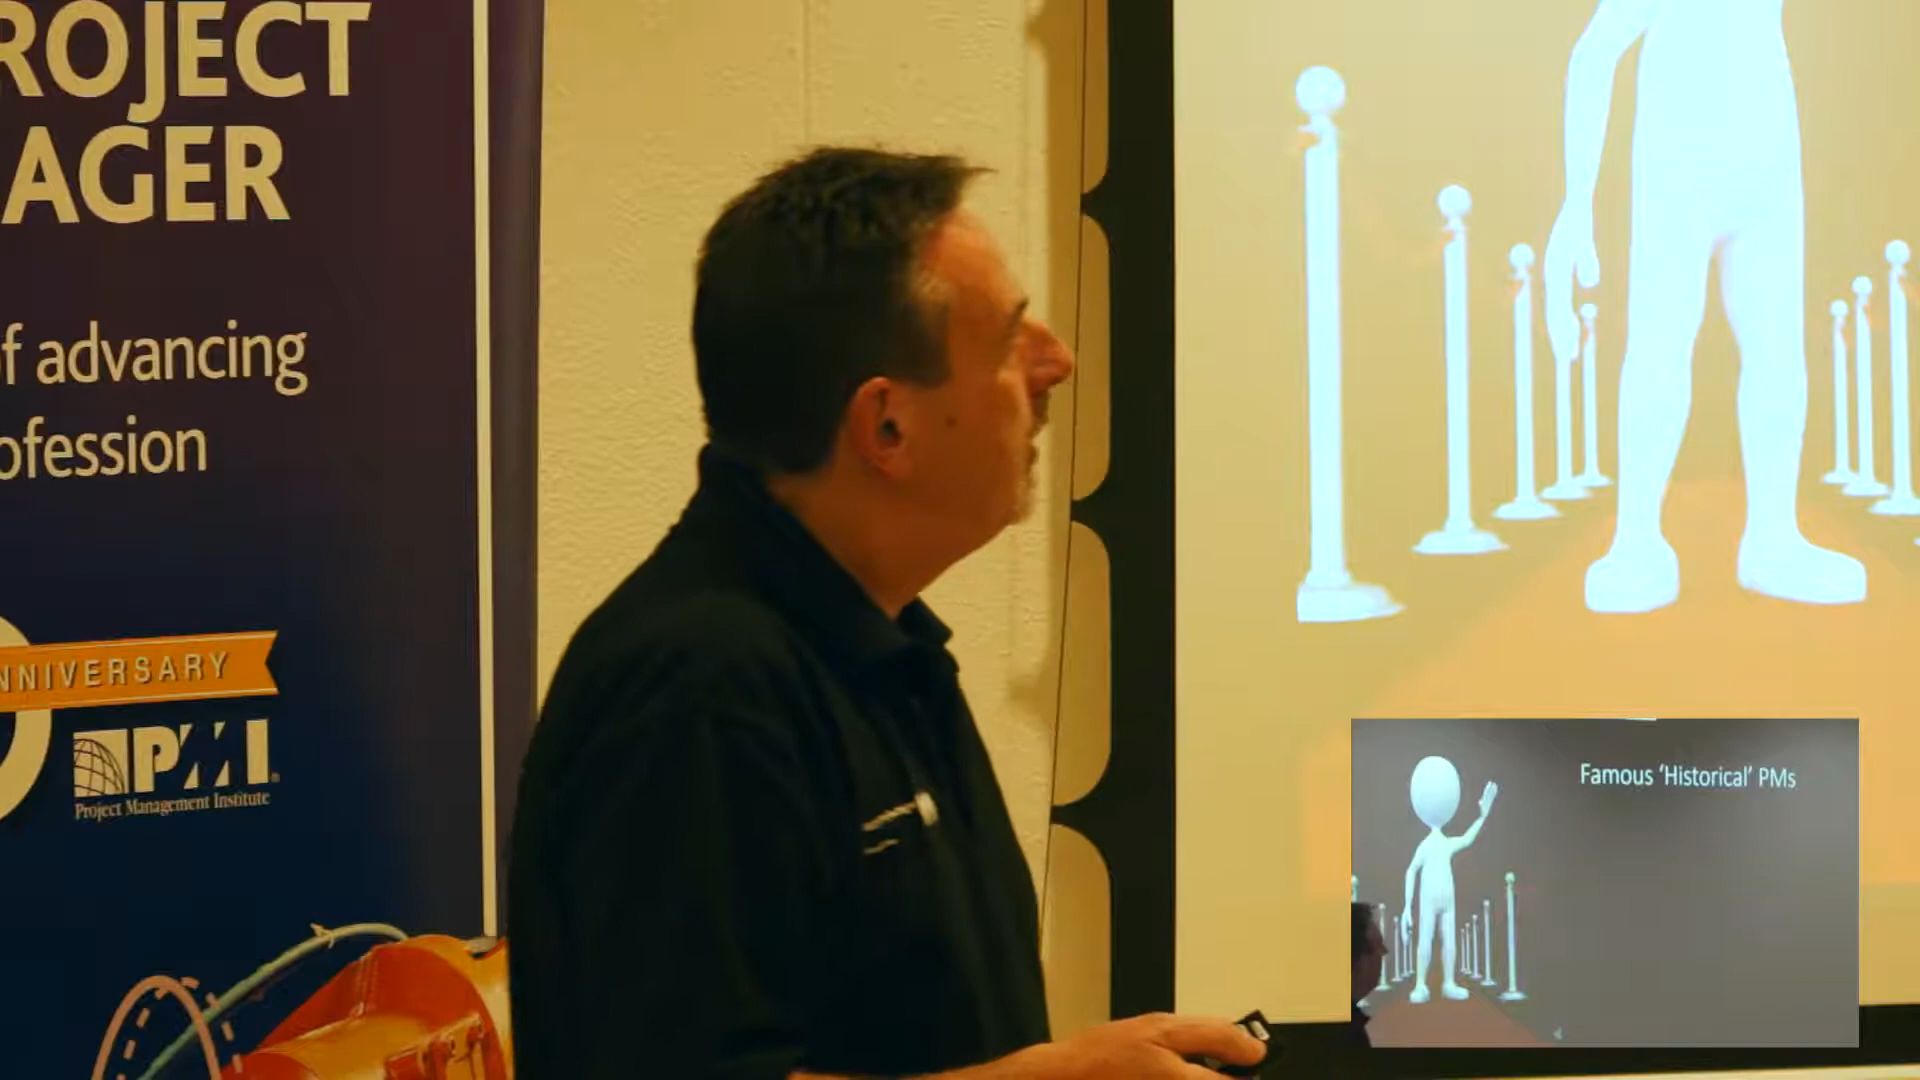 ROJECT
AGER
f advancing
ofession
NNIVERSARY
PMI
Project Management Institute
Famous ‘Historical’ PMs